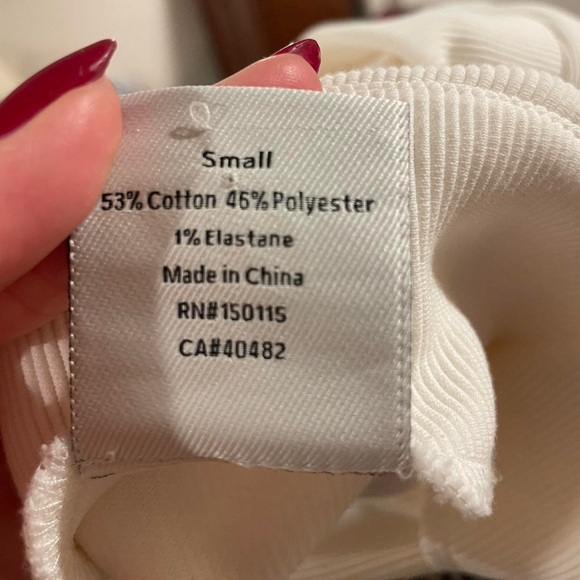 Small
53% Cotton 46% Polyester
1% Elastane
Made in China
RN#150115
CA#40482